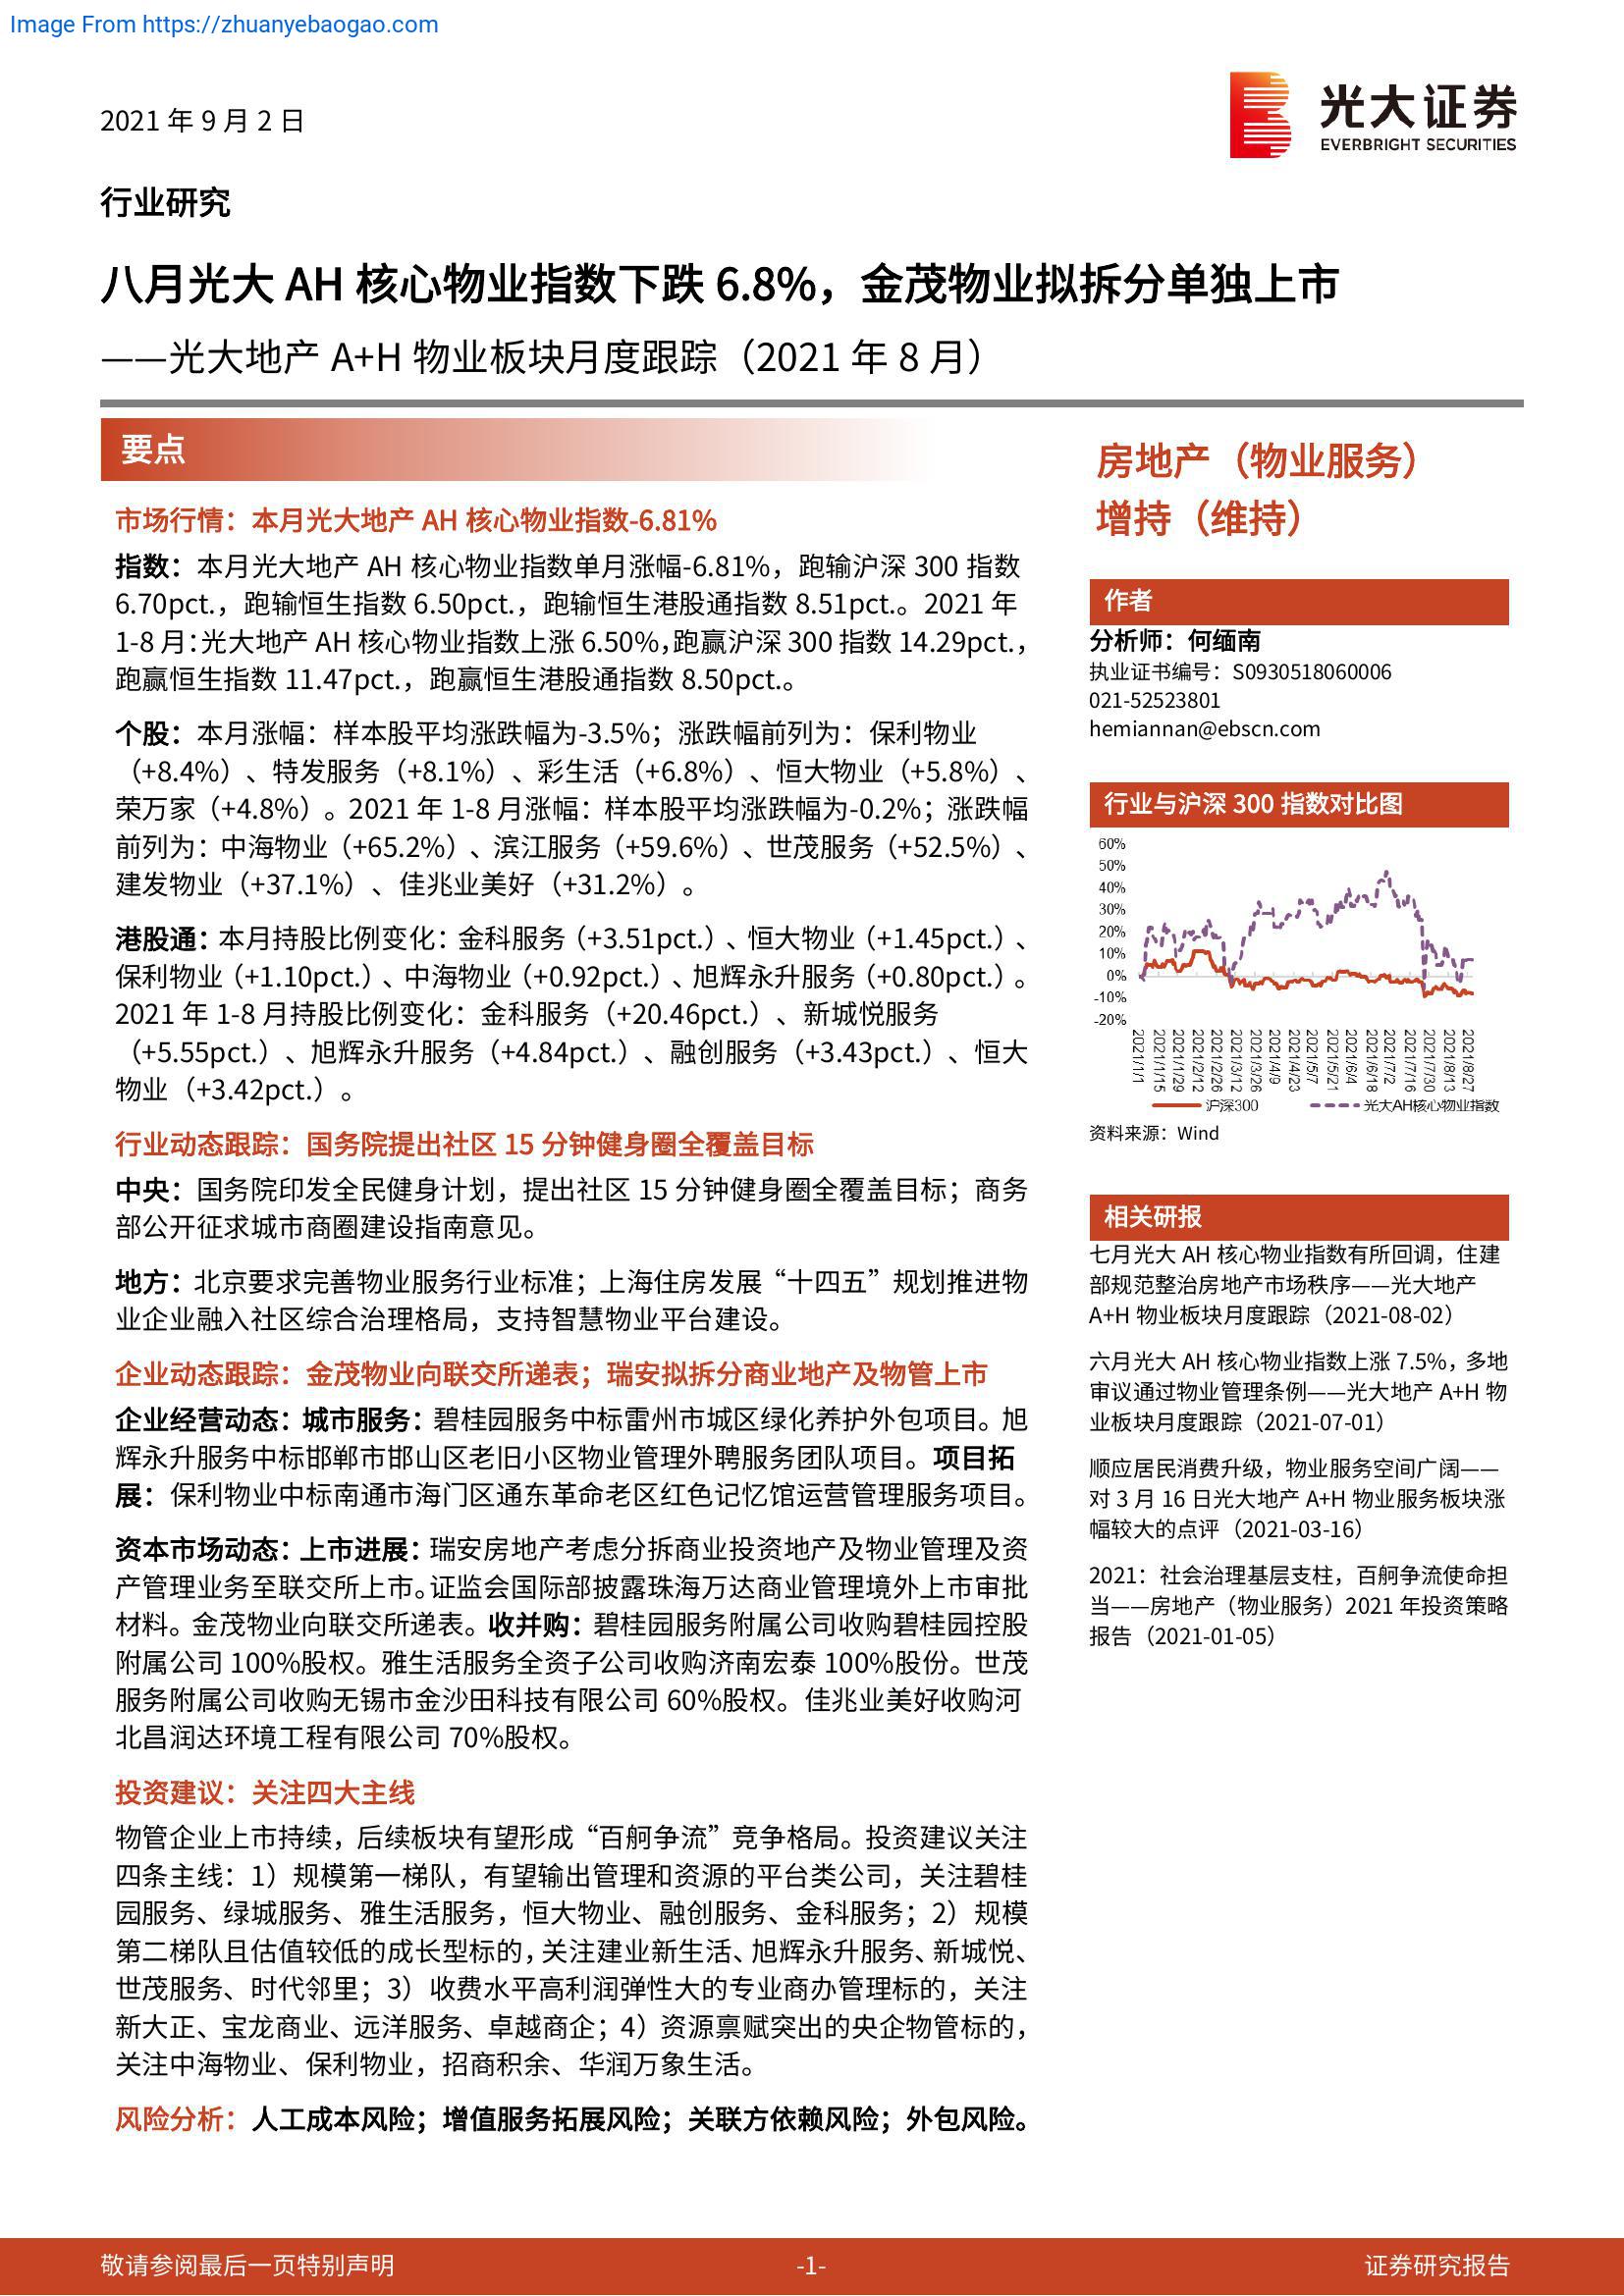 Image From https://zhuanyebaogao.com
2021 年 9 月 2 日
光大证券
EVERBRIGHT SECURITIES
行业研究
八月光大 AH 核心物业指数下跌 6.8%，金茂物业拟拆分单独上市
——光大地产 A+H 物业板块月度跟踪（2021 年 8 月）
要点
市场行情：本月光大地产 AH 核心物业指数-6.81%
指数：本月光大地产 AH 核心物业指数单月涨幅-6.81%，跑输沪深 300 指数
6.70pct.，跑输恒生指数 6.50pct.，跑输恒生港股通指数 8.51pct.。2021 年
1-8 月：光大地产 AH 核心物业指数上涨 6.50%，跑赢沪深 300 指数 14.29pct.，
跑赢恒生指数 11.47pct.，跑赢恒生港股通指数 8.50pct.。
个股：本月涨幅：样本股平均涨跌幅为-3.5%；涨跌幅前列为：保利物业
（+8.4%）、特发服务（+8.1%）、彩生活（+6.8%）、恒大物业（+5.8%）、
荣万家（+4.8%）。2021 年 1-8 月涨幅：样本股平均涨跌幅为-0.2%；涨跌幅
前列为：中海物业（+65.2%）、滨江服务（+59.6%）、世茂服务（+52.5%）、
建发物业（+37.1%）、佳兆业美好（+31.2%）。
港股通：本月持股比例变化：金科服务（+3.51pct.）、恒大物业（+1.45pct.）、
保利物业（+1.10pct.）、中海物业（+0.92pct.）、旭辉永升服务（+0.80pct.）。
2021 年 1-8 月持股比例变化：金科服务（+20.46pct.）、新城悦服务
（+5.55pct.）、旭辉永升服务（+4.84pct.）、融创服务（+3.43pct.）、恒大
物业（+3.42pct.）。
行业动态跟踪：国务院提出社区 15 分钟健身圈全覆盖目标
中央：国务院印发全民健身计划，提出社区 15 分钟健身圈全覆盖目标；商务
部公开征求城市商圈建设指南意见。
地方：北京要求完善物业服务行业标准；上海住房发展“十四五”规划推进物
业企业融入社区综合治理格局，支持智慧物业平台建设。
企业动态跟踪：金茂物业向联交所递表；瑞安拟拆分商业地产及物管上市
企业经营动态：城市服务：碧桂园服务中标雷州市城区绿化养护外包项目。旭
辉永升服务中标邯郸市邯山区老旧小区物业管理外聘服务团队项目。项目拓
展：保利物业中标南通市海门区通东革命老区红色记忆馆运营管理服务项目。
资本市场动态：上市进展：瑞安房地产考虑分拆商业投资地产及物业管理及资
产管理业务至联交所上市。证监会国际部披露珠海万达商业管理境外上市审批
材料。金茂物业向联交所递表。收并购：碧桂园服务附属公司收购碧桂园控股
附属公司 100%股权。雅生活服务全资子公司收购济南宏泰 100%股份。世茂
服务附属公司收购无锡市金沙田科技有限公司 60%股权。佳兆业美好收购河
北昌润达环境工程有限公司 70%股权。
投资建议：关注四大主线
物管企业上市持续，后续板块有望形成“百舸争流”竞争格局。投资建议关注
四条主线：1）规模第一梯队，有望输出管理和资源的平台类公司，关注碧桂
园服务、绿城服务、雅生活服务，恒大物业、融创服务、金科服务；2）规模
第二梯队且估值较低的成长型标的，关注建业新生活、旭辉永升服务、新城悦、
世茂服务、时代邻里；3）收费水平高利润弹性大的专业商办管理标的，关注
新大正、宝龙商业、远洋服务、卓越商企；4）资源禀赋突出的央企物管标的，
关注中海物业、保利物业，招商积余、华润万象生活。
风险分析：人工成本风险；增值服务拓展风险；关联方依赖风险；外包风险。
房地产（物业服务）
增持（维持）
作者
分析师：何缅南
执业证书编号：S0930518060006
021-52523801
hemiannan@ebscn.com
行业与沪深 300 指数对比图
60%
50%
40%
30%
20%
10%
0%
-10%
-20%
2021/1/1
2021/1/15
2021/1/29
2021/2/12
2021/2/26
2021/3/12
2021/3/26
2021/4/9
2021/4/23
2021/5/7
2021/5/21
2021/6/4
2021/6/18
2021/7/2
2021/7/16
2021/7/30
2021/8/13
2021/8/27
沪深300
光大AH核心物业指数
资料来源：Wind
相关研报
七月光大 AH 核心物业指数有所回调，住建
部规范整治房地产市场秩序——光大地产
A+H 物业板块月度跟踪（2021-08-02）
六月光大 AH 核心物业指数上涨 7.5%，多地
审议通过物业管理条例——光大地产 A+H 物
业板块月度跟踪（2021-07-01）
顺应居民消费升级，物业服务空间广阔——
对 3 月 16 日光大地产 A+H 物业服务板块涨
幅较大的点评（2021-03-16）
2021：社会治理基层支柱，百舸争流使命担
当——房地产（物业服务）2021 年投资策略
报告（2021-01-05）
敬请参阅最后一页特别声明
-1-
证券研究报告